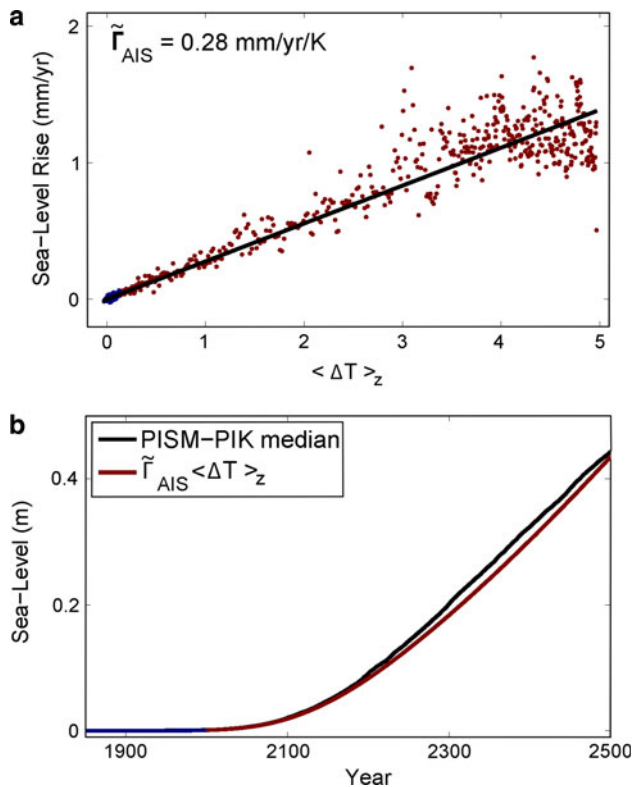 a
Γ̃AIS = 0.28 mm/yr/K
Sea-Level Rise (mm/yr)
2
1
0
0 1 2 3 4 5
< ΔT >z
b
PISM-PIK median
Γ̃AIS <ΔT>z
Sea-Level (m)
0.4
0.2
0
1900 2100 2300 2500
Year